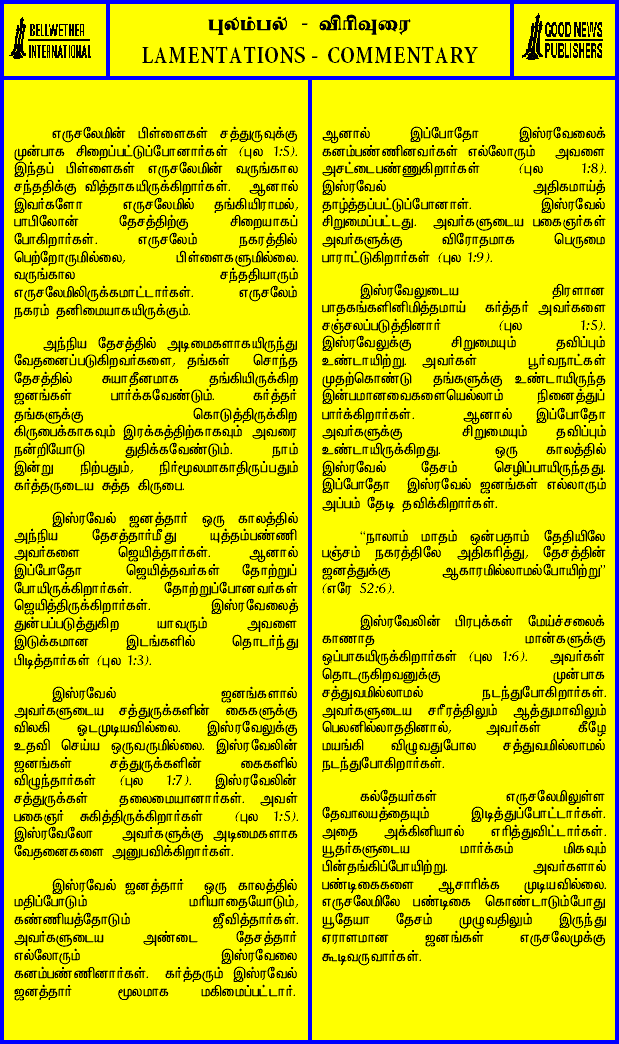 BELLWETHER
INTERNATIONAL
புலம்பல் - விரிவுரை
LAMENTATIONS - COMMENTARY
GOOD NEWS
PUBLISHERS
எருசலேமின் பிள்ளைகள் சத்துருவுக்கு
முன்பாக சிறைப்பட்டுப்போனார்கள் (புல 1:5).
இந்தப் பிள்ளைகள் எருசலேமின் வருங்கால
சந்ததிக்கு வித்தாகயிருக்கிறார்கள். ஆனால்
இவர்களோ எருசலேமில் தங்கியிராமல்,
பாபிலோன் தேசத்திற்கு சிறையாகப்
போகிறார்கள். எருசலேம் நகரத்தில்
பெற்றோருமில்லை, பிள்ளைகளுமில்லை.
வருங்கால சந்ததியாரும்
எருசலேமிலிருக்கமாட்டார்கள். எருசலேம்
நகரம் தனிமையாகயிருக்கும்.
அந்நிய தேசத்தில் அடிமைகளாகயிருந்து
வேதனைப்படுகிறவர்களை, தங்கள் சொந்த
தேசத்தில் சுயாதீனமாக தங்கியிருக்கிற
ஜனங்கள் பார்க்கவேண்டும். கர்த்தர்
தங்களுக்கு கொடுத்திருக்கிற
கிருபைக்காகவும் இரக்கத்திற்காகவும் அவரை
நன்றியோடு துதிக்கவேண்டும். நாம்
இன்று நிற்பதும், நிர்மூலமாகாதிருப்பதும்
கர்த்தருடைய சுத்த கிருபை.
இஸ்ரவேல் ஜனத்தார் ஒரு காலத்தில்
அந்நிய தேசத்தார்மீது யுத்தம்பண்ணி
அவர்களை ஜெயித்தார்கள். ஆனால்
இப்போதோ ஜெயித்தவர்கள் தோற்றுப்
போயிருக்கிறார்கள். தோற்றுப்போனவர்கள்
ஜெயித்திருக்கிறார்கள். இஸ்ரவேலைத்
துன்பப்படுத்துகிற யாவரும் அவளை
இடுக்கமான இடங்களில் தொடர்ந்து
பிடித்தார்கள் (புல 1:3).
இஸ்ரவேல் ஜனங்களால்
அவர்களுடைய சத்துருக்களின் கைகளுக்கு
விலகி ஓடமுடியவில்லை. இஸ்ரவேலுக்கு
உதவி செய்ய ஒருவருமில்லை. இஸ்ரவேலின்
ஜனங்கள் சத்துருக்களின் கைகளில்
விழுந்தார்கள் (புல 1:7). இஸ்ரவேலின்
சத்துருக்கள் தலைமையானார்கள். அவள்
பகைஞர் சுகித்திருக்கிறார்கள் (புல 1:5).
இஸ்ரவேலோ அவர்களுக்கு அடிமைகளாக
வேதனைகளை அனுபவிக்கிறார்கள்.
இஸ்ரவேல் ஜனத்தார் ஒரு காலத்தில்
மதிப்போடும் மரியாதையோடும்,
கண்ணியத்தோடும் ஜீவித்தார்கள்.
அவர்களுடைய அண்டை தேசத்தார்
எல்லோரும் இஸ்ரவேலை
கனம்பண்ணினார்கள். கர்த்தரும் இஸ்ரவேல்
ஜனத்தார் மூலமாக மகிமைப்பட்டார்.
ஆனால் இப்போதோ இஸ்ரவேலைக்
கனம்பண்ணினவர்கள் எல்லோரும் அவளை
அசட்டைபண்ணுகிறார்கள் (புல 1:8).
இஸ்ரவேல் அதிகமாய்த்
தாழ்த்தப்பட்டுப்போனாள். இஸ்ரவேல்
சிறுமைப்பட்டது. அவர்களுடைய பகைஞர்கள்
அவர்களுக்கு விரோதமாக பெருமை
பாராட்டுகிறார்கள் (புல 1:9).
இஸ்ரவேலுடைய திரளான
பாதகங்களினிமித்தமாய் கர்த்தர் அவர்களை
சஞ்சலப்படுத்தினார் (புல 1:5).
இஸ்ரவேலுக்கு சிறுமையும் தவிப்பும்
உண்டாயிற்று. அவர்கள் பூர்வநாட்கள்
முதற்கொண்டு தங்களுக்கு உண்டாயிருந்த
இன்பமானவைகளையெல்லாம் நினைத்துப்
பார்க்கிறார்கள். ஆனால் இப்போதோ
அவர்களுக்கு சிறுமையும் தவிப்பும்
உண்டாயிருக்கிறது. ஒரு காலத்தில்
இஸ்ரவேல் தேசம் செழிப்பாயிருந்தது.
இப்போதோ இஸ்ரவேல் ஜனங்கள் எல்லாரும்
அப்பம் தேடி தவிக்கிறார்கள்.
“நாலாம் மாதம் ஒன்பதாம் தேதியிலே
பஞ்சம் நகரத்திலே அதிகரித்து, தேசத்தின்
ஜனத்துக்கு ஆகாரமில்லாமல்போயிற்று”
(எரே 52:6).
இஸ்ரவேலின் பிரபுக்கள் மேய்ச்சலைக்
காணாத மான்களுக்கு
ஒப்பாகயிருக்கிறார்கள் (புல 1:6). அவர்கள்
தொடருகிறவனுக்கு முன்பாக
சத்துவமில்லாமல் நடந்துபோகிறார்கள்.
அவர்களுடைய சரீரத்திலும் ஆத்துமாவிலும்
பெலனில்லாததினால், அவர்கள் கீழே
மயங்கி விழுவதுபோல சத்துவமில்லாமல்
நடந்துபோகிறார்கள்.
கல்தேயர்கள் எருசலேமிலுள்ள
தேவாலயத்தையும் இடித்துப்போட்டார்கள்.
அதை அக்கினியால் எரித்துவிட்டார்கள்.
யூதர்களுடைய மார்க்கம் மிகவும்
பின்தங்கிப்போயிற்று. அவர்களால்
பண்டிகைகளை ஆசாரிக்க முடியவில்லை.
எருசலேமிலே பண்டிகை கொண்டாடும்போது
யூதேயா தேசம் முழுவதிலும் இருந்து
ஏராளமான ஜனங்கள் எருசலேமுக்கு
கூடிவருவார்கள்.